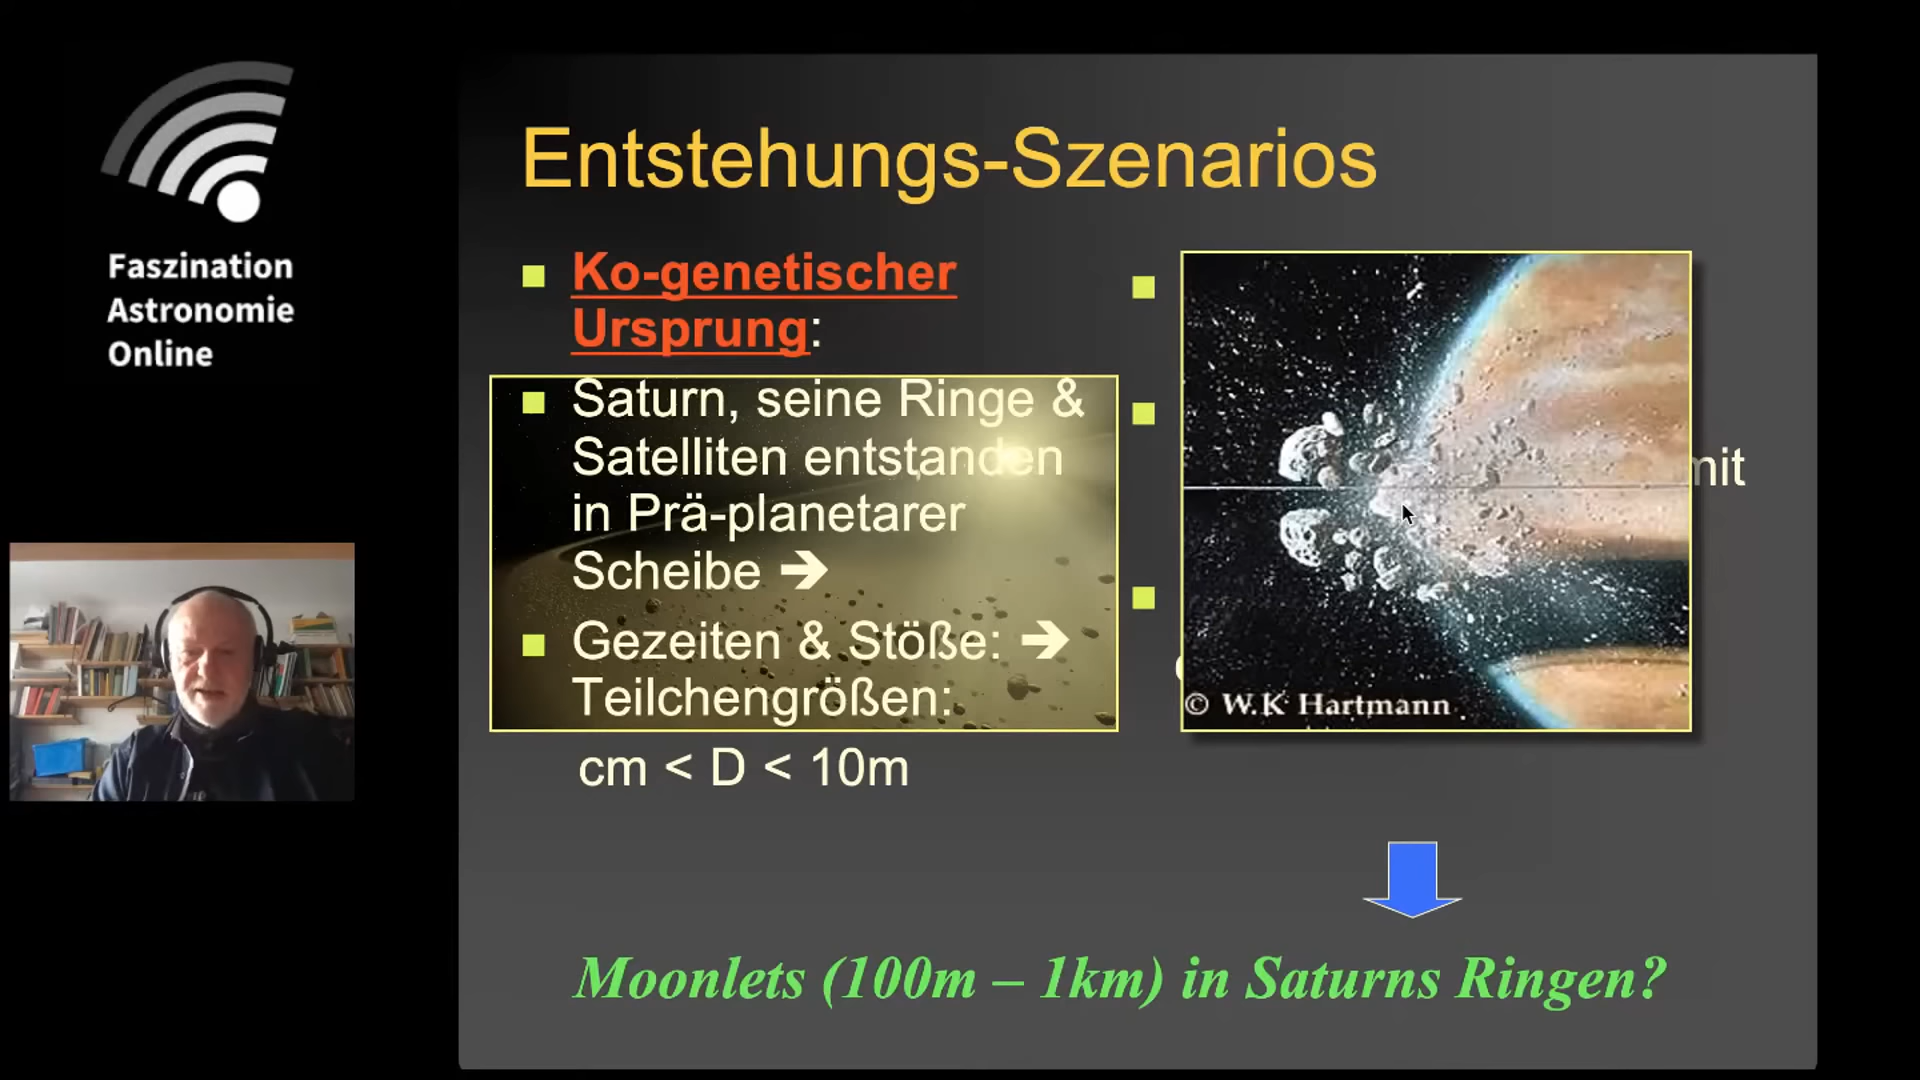 Faszination
Astronomie
Online
Entstehungs-Szenarios
Ko-genetischer
Ursprung:
Saturn, seine Ringe &
Satelliten entstanden
in Prä-planetarer
Scheibe ➔
Gezeiten & Stöße: ➔
Teilchengrößen:
cm < D < 10m
mit
© W.K Hartmann
Moonlets (100m – 1km) in Saturns Ringen?